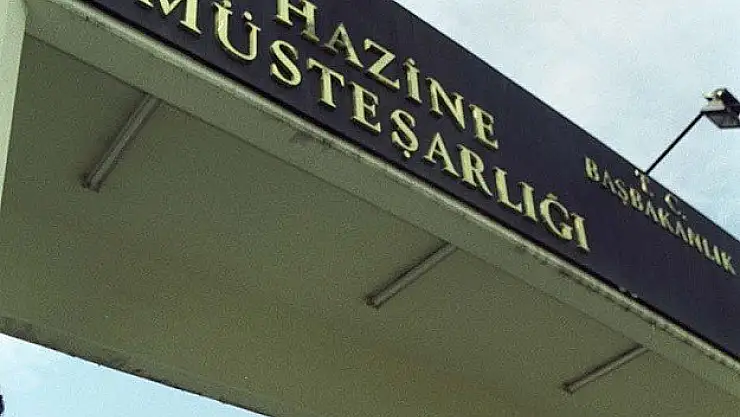 HAZİNE
MÜSTEŞARLIĞI
T. C.
BAŞBAKANLIK